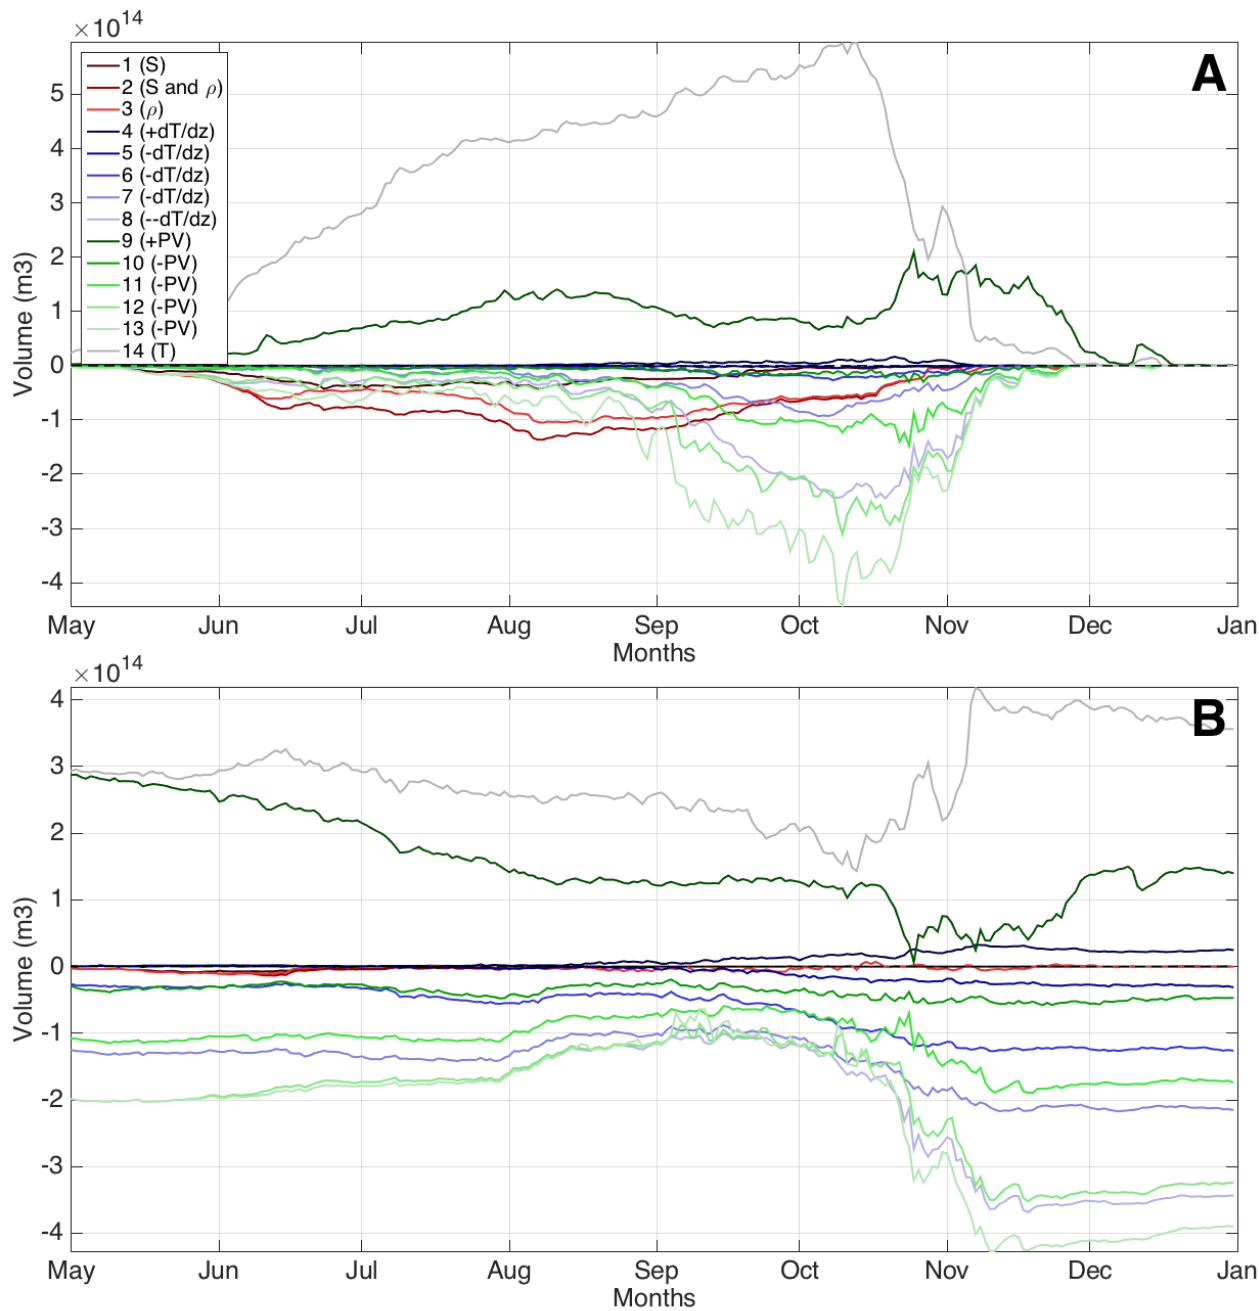 ×10^14
A
5
4
3
2
1
0
-1
-2
-3
-4
Volume (m3)
1 (S)
2 (S and ρ)
3 (ρ)
4 (+dT/dz)
5 (-dT/dz)
6 (-dT/dz)
7 (-dT/dz)
8 (--dT/dz)
9 (+PV)
10 (-PV)
11 (-PV)
12 (-PV)
13 (-PV)
14 (T)
May Jun Jul Aug Sep Oct Nov Dec Jan
Months
×10^14
B
4
3
2
1
0
-1
-2
-3
-4
Volume (m3)
May Jun Jul Aug Sep Oct Nov Dec Jan
Months